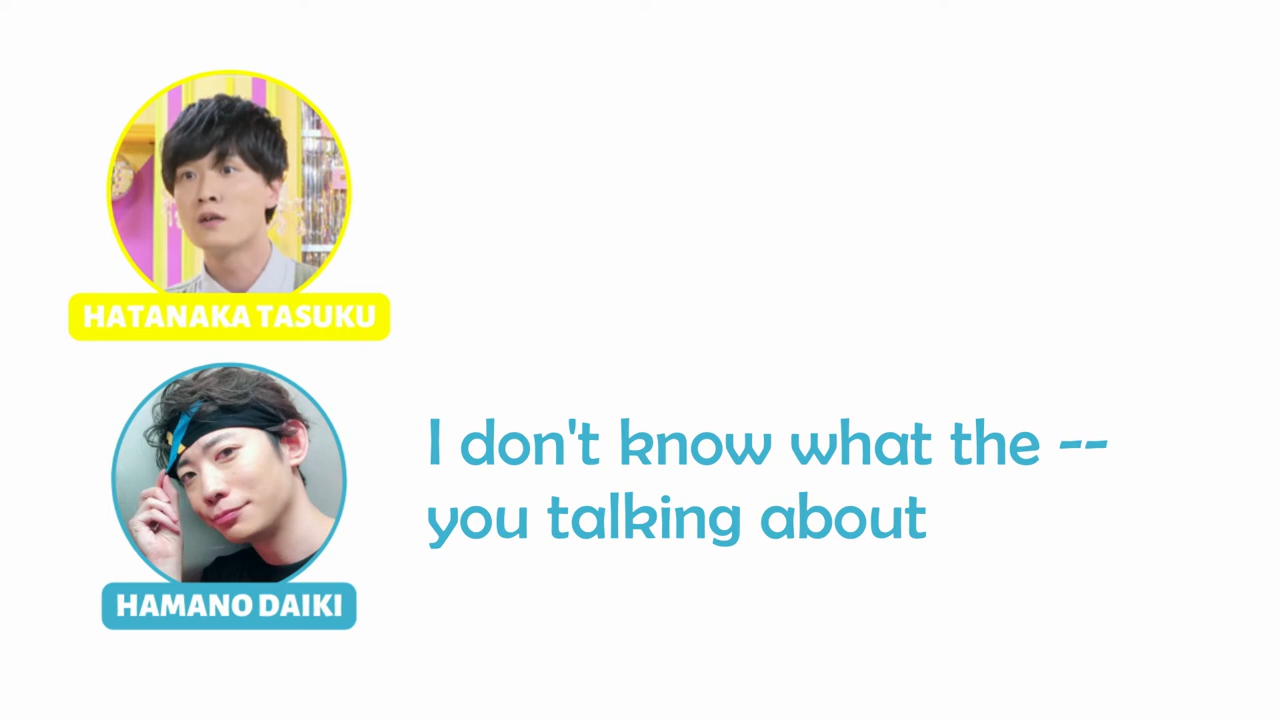 HATANAKA TASUKU
HAMANO DAIKI
I don't know what the --
you talking about